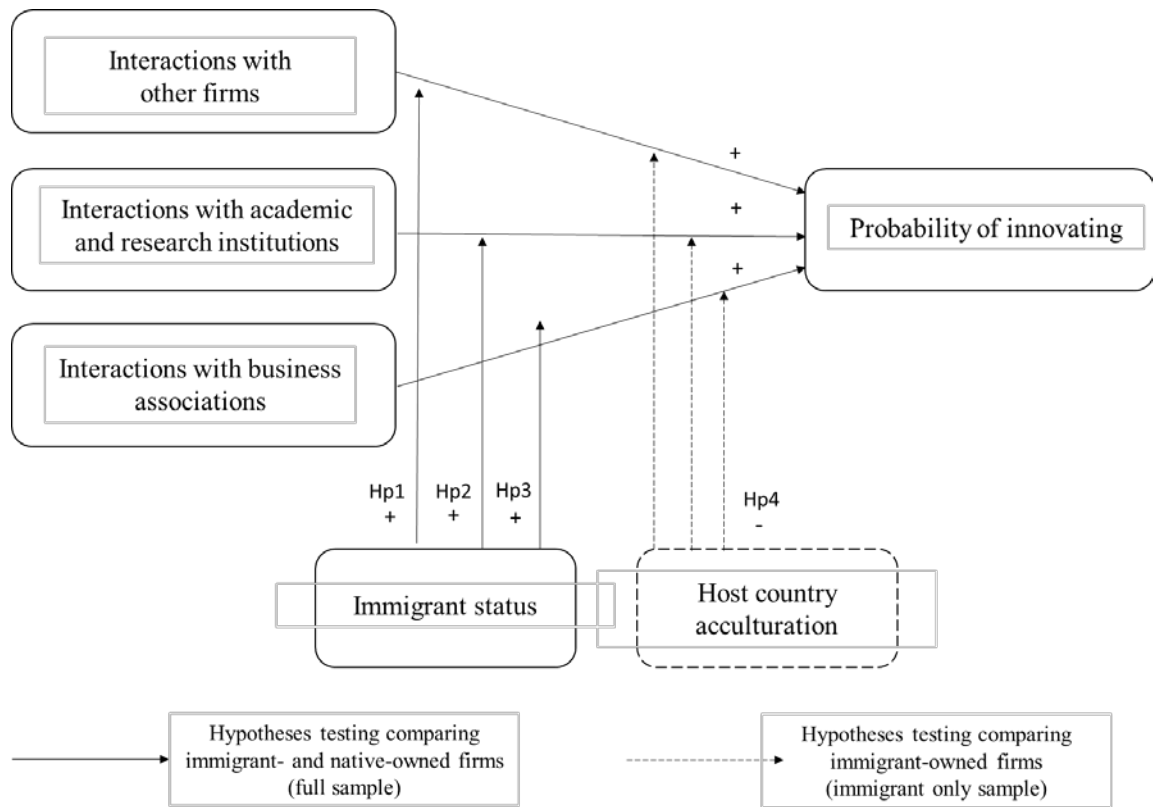 Interactions with
other firms
+
+
Interactions with academic
and research institutions
Probability of innovating
+
Interactions with business
associations
Hp1
+
Hp2
+
Hp3
+
Hp4
-
Immigrant status
Host country
acculturation
Hypotheses testing comparing
immigrant- and native-owned firms
(full sample)
Hypotheses testing comparing
immigrant-owned firms
(immigrant only sample)